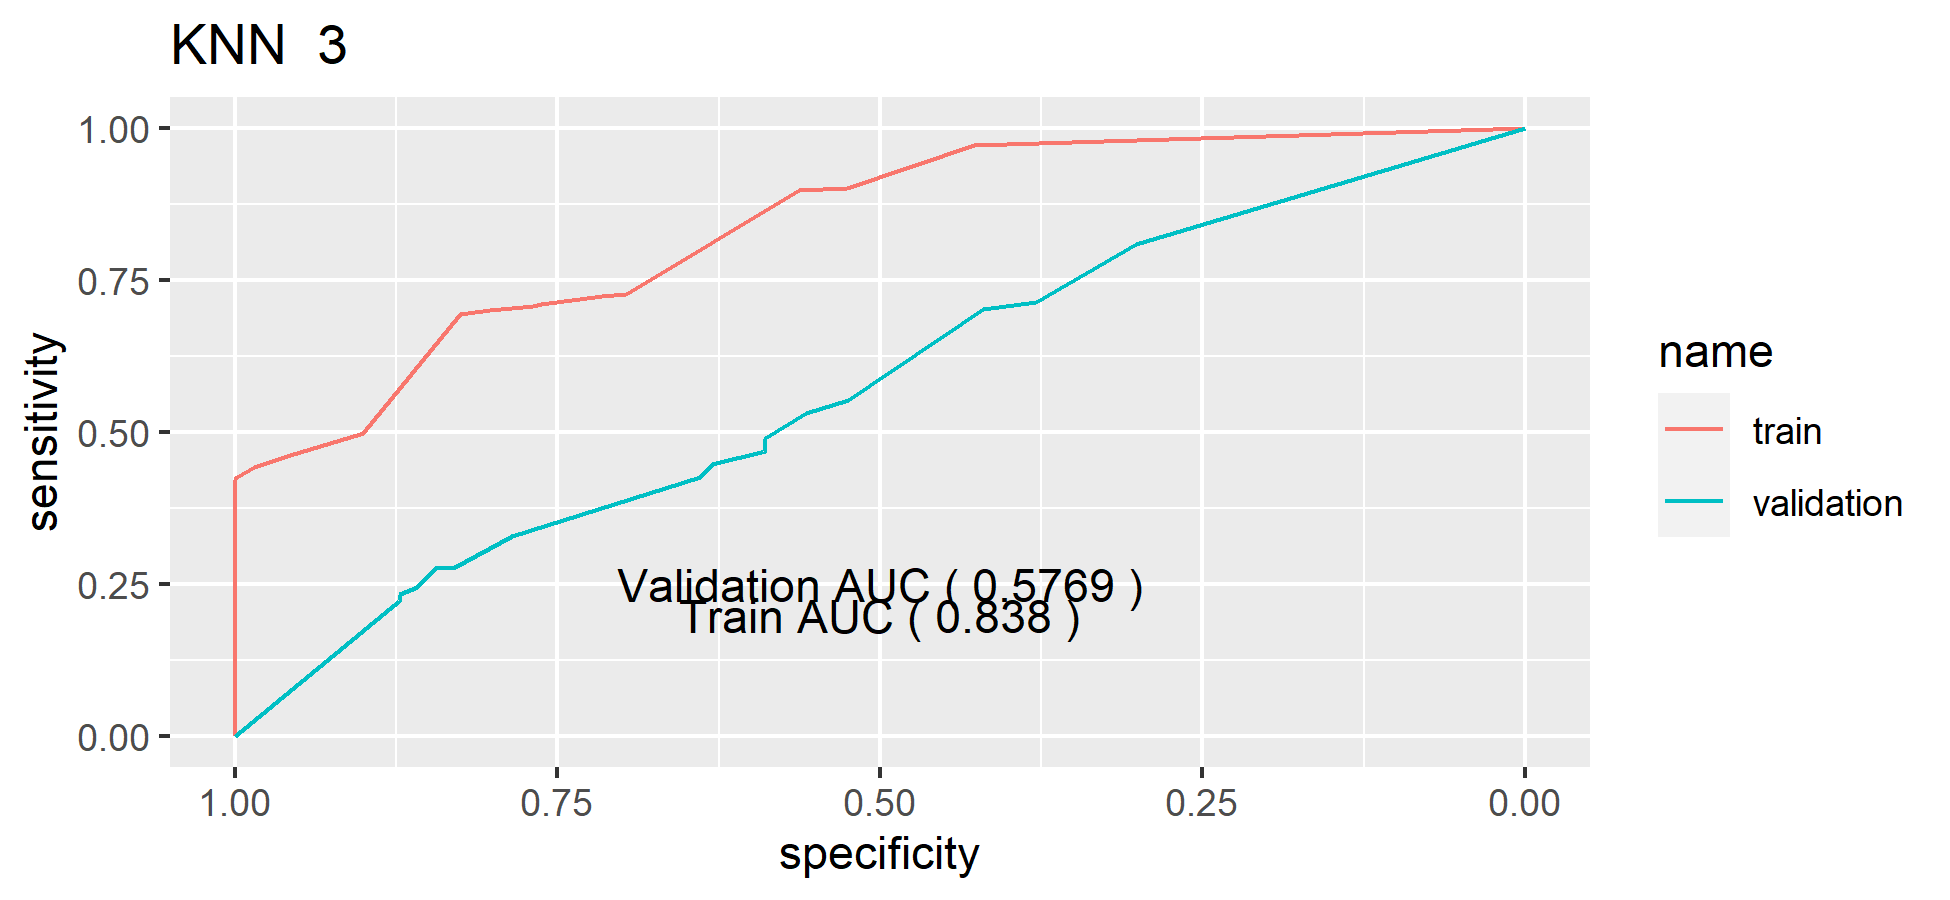 KNN  3
1.00
0.75
0.50
0.25
0.00
sensitivity
Validation AUC ( 0.5769 )
Train AUC ( 0.838 )
1.00 0.75 0.50 0.25 0.00
specificity
name
train
validation